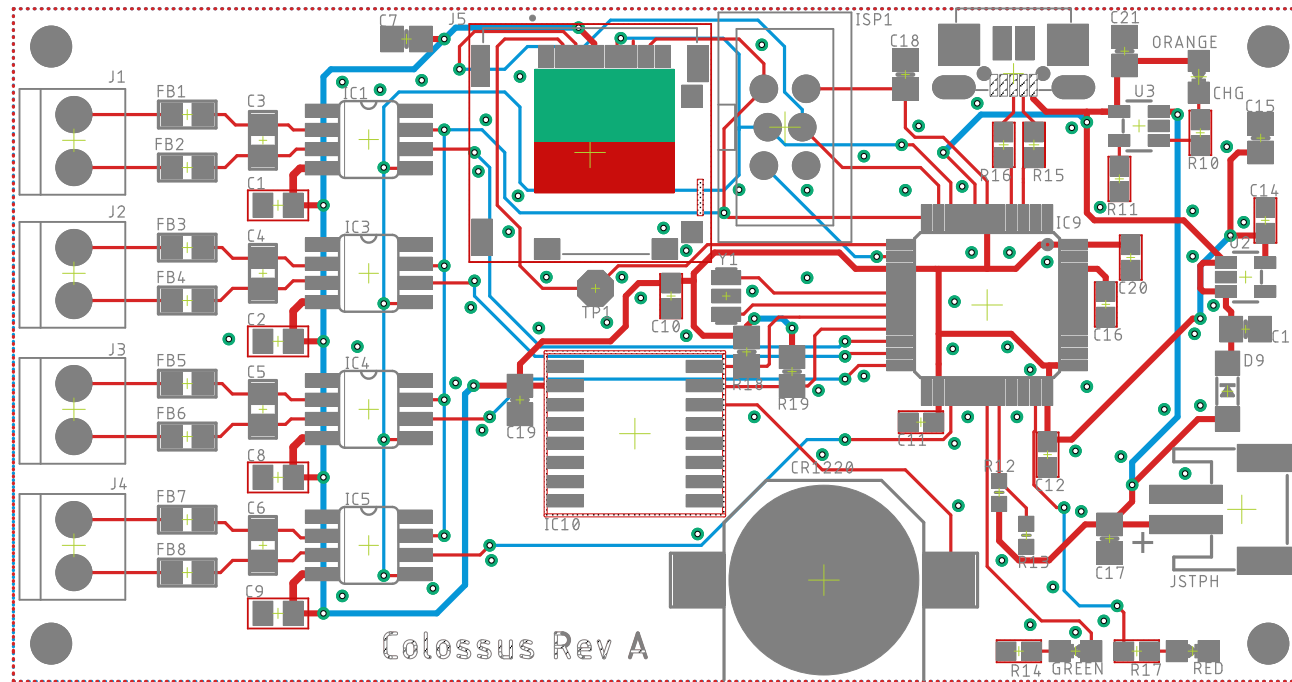 J1
FB1
FB2
C3
IC1
C1
C7
J5
ISP1
C18
C21
ORANGE
CHG
U3
C15
R16
R15
R11
R10
C14
U2
J2
FB3
FB4
C4
IC3
C2
TP1
C10
Y1
IC9
C20
C16
C1
D9
J3
FB5
FB6
C5
IC4
C8
C19
R18
R19
C11
CR1220
C12
R12
R13
J4
FB7
FB8
C6
IC5
C9
IC10
C17
JSTPH
Colossus Rev A
R14
GREEN
R17
RED